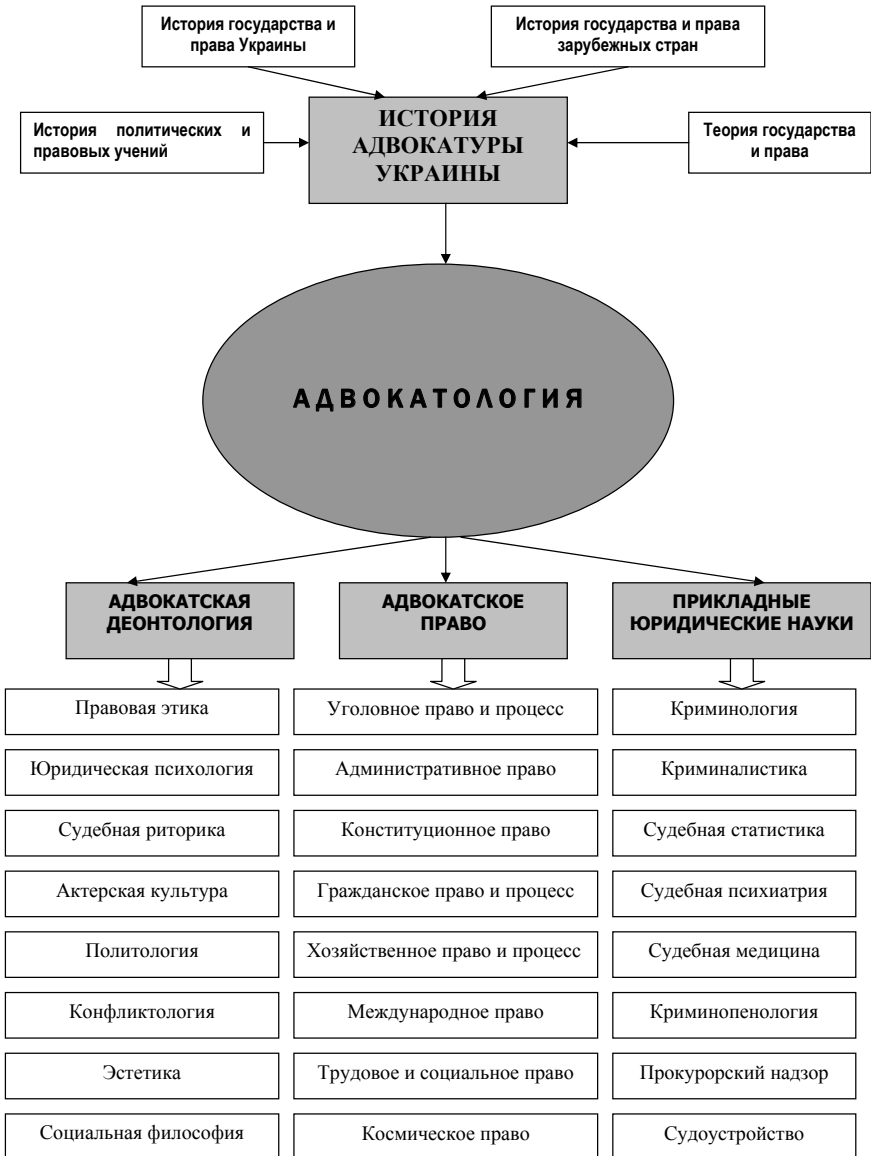 История государства и
права Украины
История государства и права
зарубежных стран
История политических и
правовых учений
ИСТОРИЯ
АДВОКАТУРЫ
УКРАИНЫ
Теория государства
и права
АДВОКАТОЛОГИЯ
АДВОКАТСКАЯ
ДЕОНТОЛОГИЯ
АДВОКАТСКОЕ
ПРАВО
ПРИКЛАДНЫЕ
ЮРИДИЧЕСКИЕ НАУКИ
Правовая этика
Уголовное право и процесс
Криминология
Юридическая психология
Административное право
Криминалистика
Судебная риторика
Конституционное право
Судебная статистика
Актерская культура
Гражданское право и процесс
Судебная психиатрия
Политология
Хозяйственное право и процесс
Судебная медицина
Конфликтология
Международное право
Криминопенология
Эстетика
Трудовое и социальное право
Прокурорский надзор
Социальная философия
Космическое право
Судоустройство